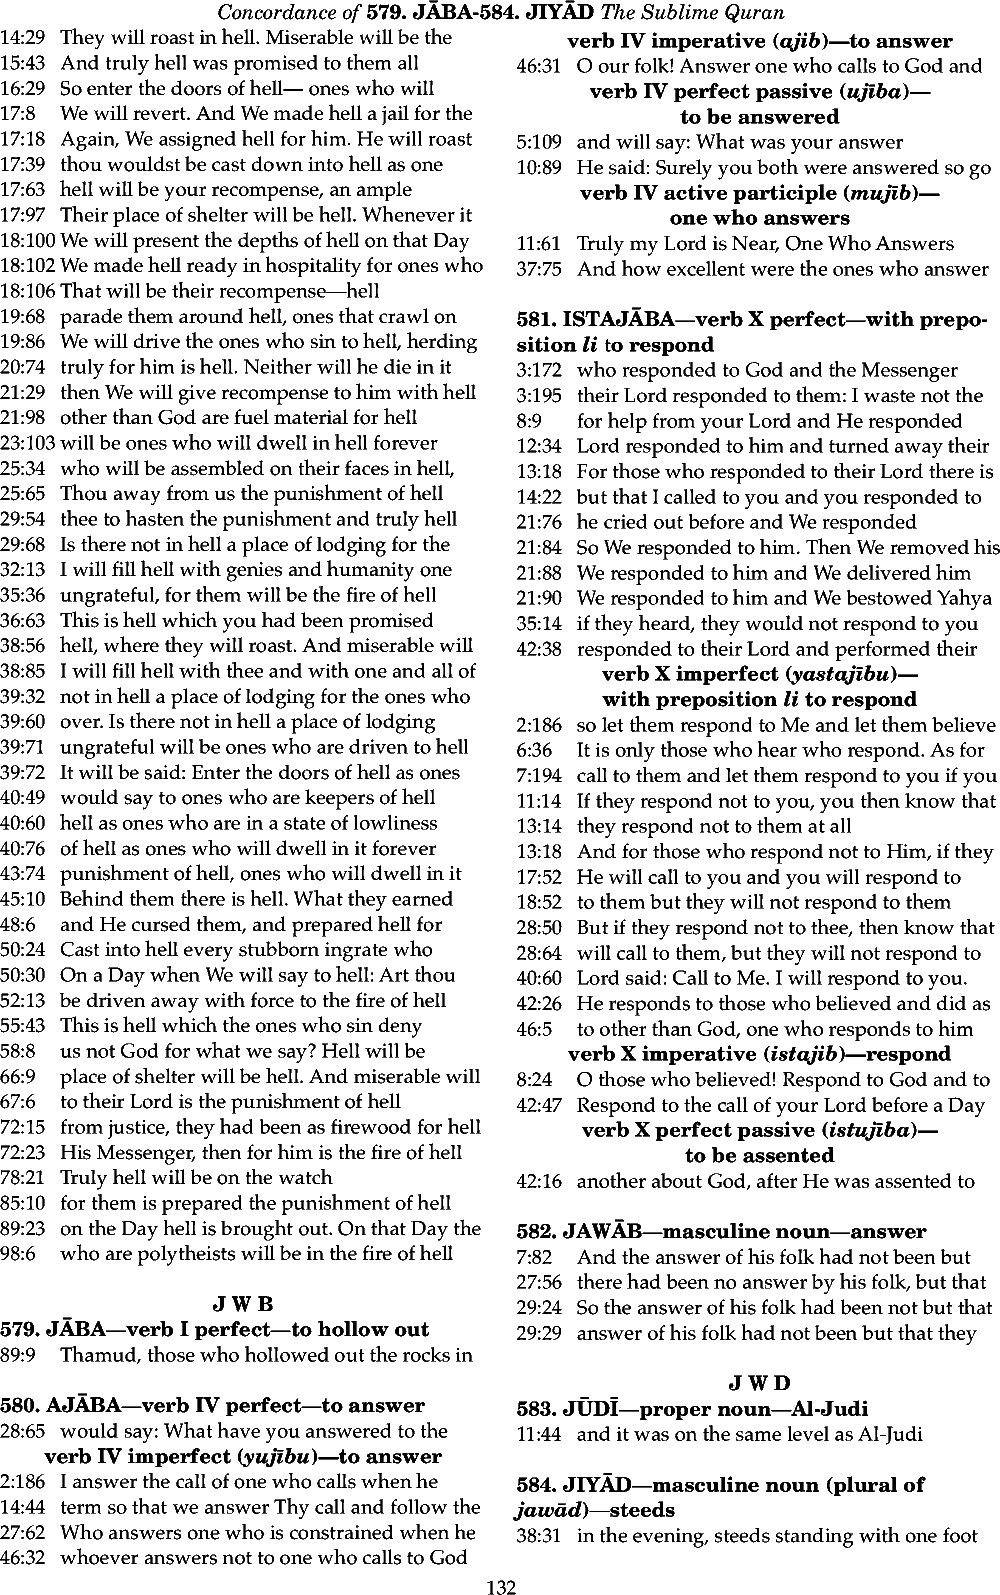 Concordance of 579. JĀBA-584. JIYĀD The Sublime Quran
14:29 They will roast in hell. Miserable will be the
15:43 And truly hell was promised to them all
16:29 So enter the doors of hell— ones who will
17:8 We will revert. And We made hell a jail for the
17:18 Again, We assigned hell for him. He will roast
17:39 thou wouldst be cast down into hell as one
17:63 hell will be your recompense, an ample
17:97 Their place of shelter will be hell. Whenever it
18:100 We will present the depths of hell on that Day
18:102 We made hell ready in hospitality for ones who
18:106 That will be their recompense—hell
19:68 parade them around hell, ones that crawl on
19:86 We will drive the ones who sin to hell, herding
20:74 truly for him is hell. Neither will he die in it
21:29 then We will give recompense to him with hell
21:98 other than God are fuel material for hell
23:103 will be ones who will dwell in hell forever
25:34 who will be assembled on their faces in hell,
25:65 Thou away from us the punishment of hell
29:54 thee to hasten the punishment and truly hell
29:68 Is there not in hell a place of lodging for the
32:13 I will fill hell with genies and humanity one
35:36 ungrateful, for them will be the fire of hell
36:63 This is hell which you had been promised
38:56 hell, where they will roast. And miserable will
38:85 I will fill hell with thee and with one and all of
39:32 not in hell a place of lodging for the ones who
39:60 over. Is there not in hell a place of lodging
39:71 ungrateful will be ones who are driven to hell
39:72 It will be said: Enter the doors of hell as ones
40:49 would say to ones who are keepers of hell
40:60 hell as ones who are in a state of lowliness
40:76 of hell as ones who will dwell in it forever
43:74 punishment of hell, ones who will dwell in it
45:10 Behind them there is hell. What they earned
48:6 and He cursed them, and prepared hell for
50:24 Cast into hell every stubborn ingrate who
50:30 On a Day when We will say to hell: Art thou
52:13 be driven away with force to the fire of hell
55:43 This is hell which the ones who sin deny
58:8 us not God for what we say? Hell will be
66:9 place of shelter will be hell. And miserable will
67:6 to their Lord is the punishment of hell
72:15 from justice, they had been as firewood for hell
72:23 His Messenger, then for him is the fire of hell
78:21 Truly hell will be on the watch
85:10 for them is prepared the punishment of hell
89:23 on the Day hell is brought out. On that Day the
98:6 who are polytheists will be in the fire of hell
J W B
579. JĀBA—verb I perfect—to hollow out
89:9 Thamud, those who hollowed out the rocks in
580. AJĀBA—verb IV perfect—to answer
28:65 would say: What have you answered to the
verb IV imperfect (yujību)—to answer
2:186 I answer the call of one who calls when he
14:44 term so that we answer Thy call and follow the
27:62 Who answers one who is constrained when he
46:32 whoever answers not to one who calls to God
verb IV imperative (ajib)—to answer
46:31 O our folk! Answer one who calls to God and
verb IV perfect passive (ujība)—
to be answered
5:109 and will say: What was your answer
10:89 He said: Surely you both were answered so go
verb IV active participle (mujīb)—
one who answers
11:61 Truly my Lord is Near, One Who Answers
37:75 And how excellent were the ones who answer
581. ISTAJĀBA—verb X perfect—with prepo-
sition li to respond
3:172 who responded to God and the Messenger
3:195 their Lord responded to them: I waste not the
8:9 for help from your Lord and He responded
12:34 Lord responded to him and turned away their
13:18 For those who responded to their Lord there is
14:22 but that I called to you and you responded to
21:76 he cried out before and We responded
21:84 So We responded to him. Then We removed his
21:88 We responded to him and We delivered him
21:90 We responded to him and We bestowed Yahya
35:14 if they heard, they would not respond to you
42:38 responded to their Lord and performed their
verb X imperfect (yastajību)—
with preposition li to respond
2:186 so let them respond to Me and let them believe
6:36 It is only those who hear who respond. As for
7:194 call to them and let them respond to you if you
11:14 If they respond not to you, you then know that
13:14 they respond not to them at all
13:18 And for those who respond not to Him, if they
17:52 He will call to you and you will respond to
18:52 to them but they will not respond to them
28:50 But if they respond not to thee, then know that
28:64 will call to them, but they will not respond to
40:60 Lord said: Call to Me. I will respond to you.
42:26 He responds to those who believed and did as
46:5 to other than God, one who responds to him
verb X imperative (istajib)—respond
8:24 O those who believed! Respond to God and to
42:47 Respond to the call of your Lord before a Day
verb X perfect passive (istujība)—
to be assented
42:16 another about God, after He was assented to
582. JAWĀB—masculine noun—answer
7:82 And the answer of his folk had not been but
27:56 there had been no answer by his folk, but that
29:24 So the answer of his folk had been not but that
29:29 answer of his folk had not been but that they
J W D
583. JŪDĪ—proper noun—Al-Judi
11:44 and it was on the same level as Al-Judi
584. JIYĀD—masculine noun (plural of
jawād)—steeds
38:31 in the evening, steeds standing with one foot
132